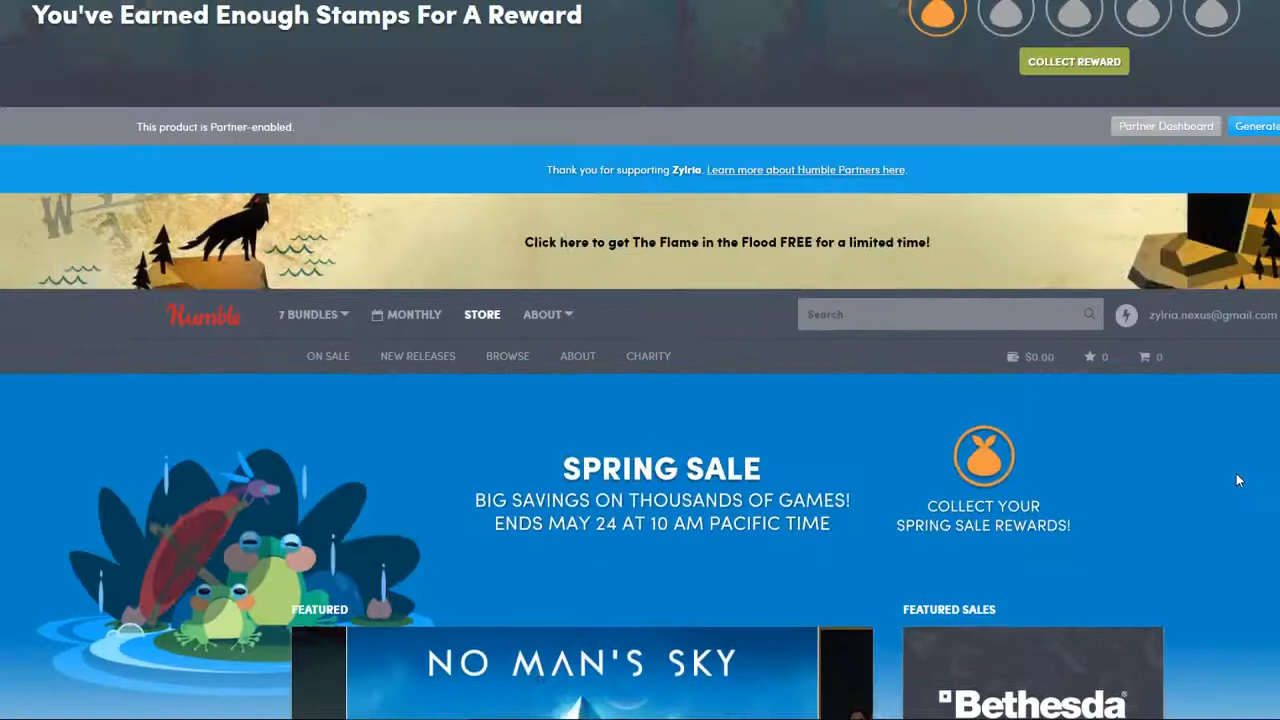 You've Earned Enough Stamps For A Reward
COLLECT REWARD
This product is Partner-enabled.
Partner Dashboard
Generate
Thank you for supporting Zylria. Learn more about Humble Partners here.
W
Click here to get The Flame in the Flood FREE for a limited time!
Humble
7 BUNDLES
MONTHLY
STORE
ABOUT
Search
zylria.nexus@gmail.com
ON SALE
NEW RELEASES
BROWSE
ABOUT
CHARITY
$0.00
0
0
SPRING SALE
BIG SAVINGS ON THOUSANDS OF GAMES!
ENDS MAY 24 AT 10 AM PACIFIC TIME
COLLECT YOUR
SPRING SALE REWARDS!
FEATURED
FEATURED SALES
NO MAN'S SKY
Bethesda